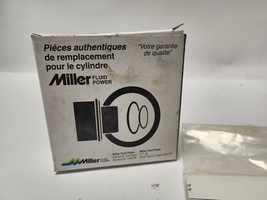 Pièces authentiques
de remplacement
pour le cylindre
"Votre garantie
de qualité"
Miller FLUID
POWER
Miller